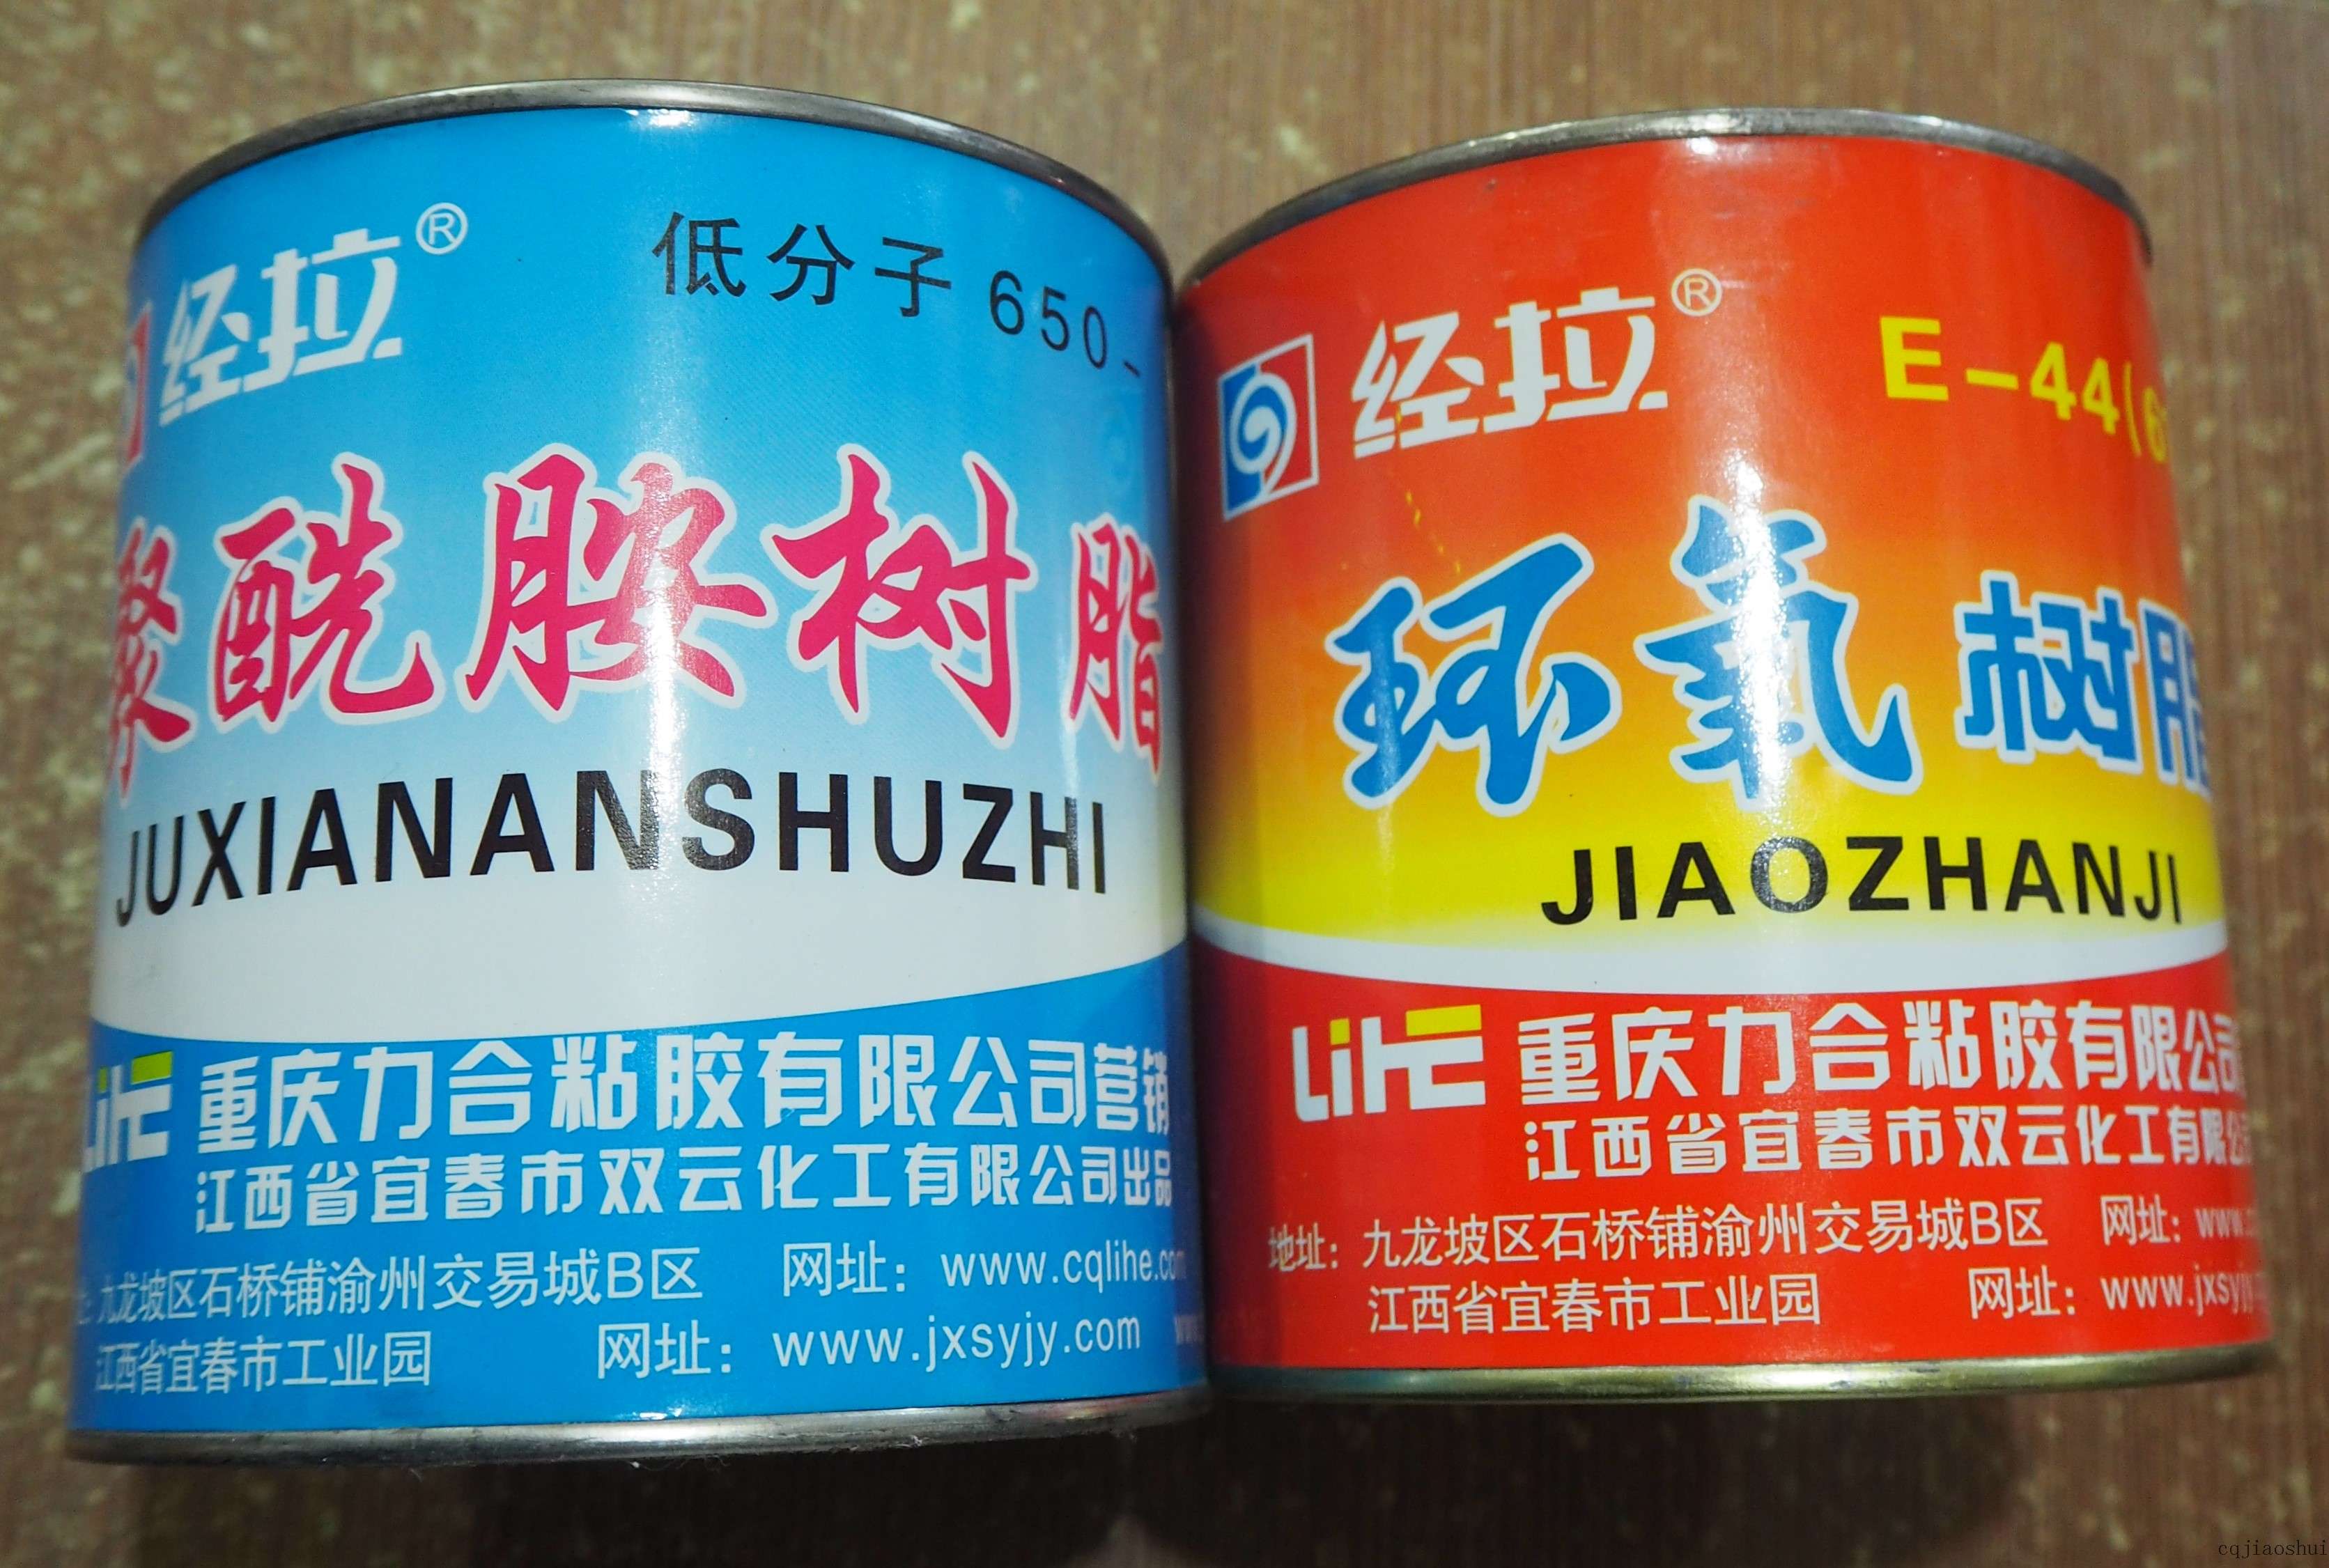 经拉®
低分子 650-
聚酰胺树脂
JUXIANANSHUZHI
LiHE 重庆力合粘胶有限公司营销
江西省宜春市双云化工有限公司出品
九龙坡区石桥铺渝州交易城B区 网址：www.cqlihe.com
江西省宜春市工业园 网址：www.jxsyjy.com
经拉®
E-44(6
环氧树脂
JIAOZHANJI
LiHE 重庆力合粘胶有限公司
江西省宜春市双云化工有限公
地址：九龙坡区石桥铺渝州交易城B区 网址：www.
江西省宜春市工业园 网址：www.jxsyjy
cqjiaoshui